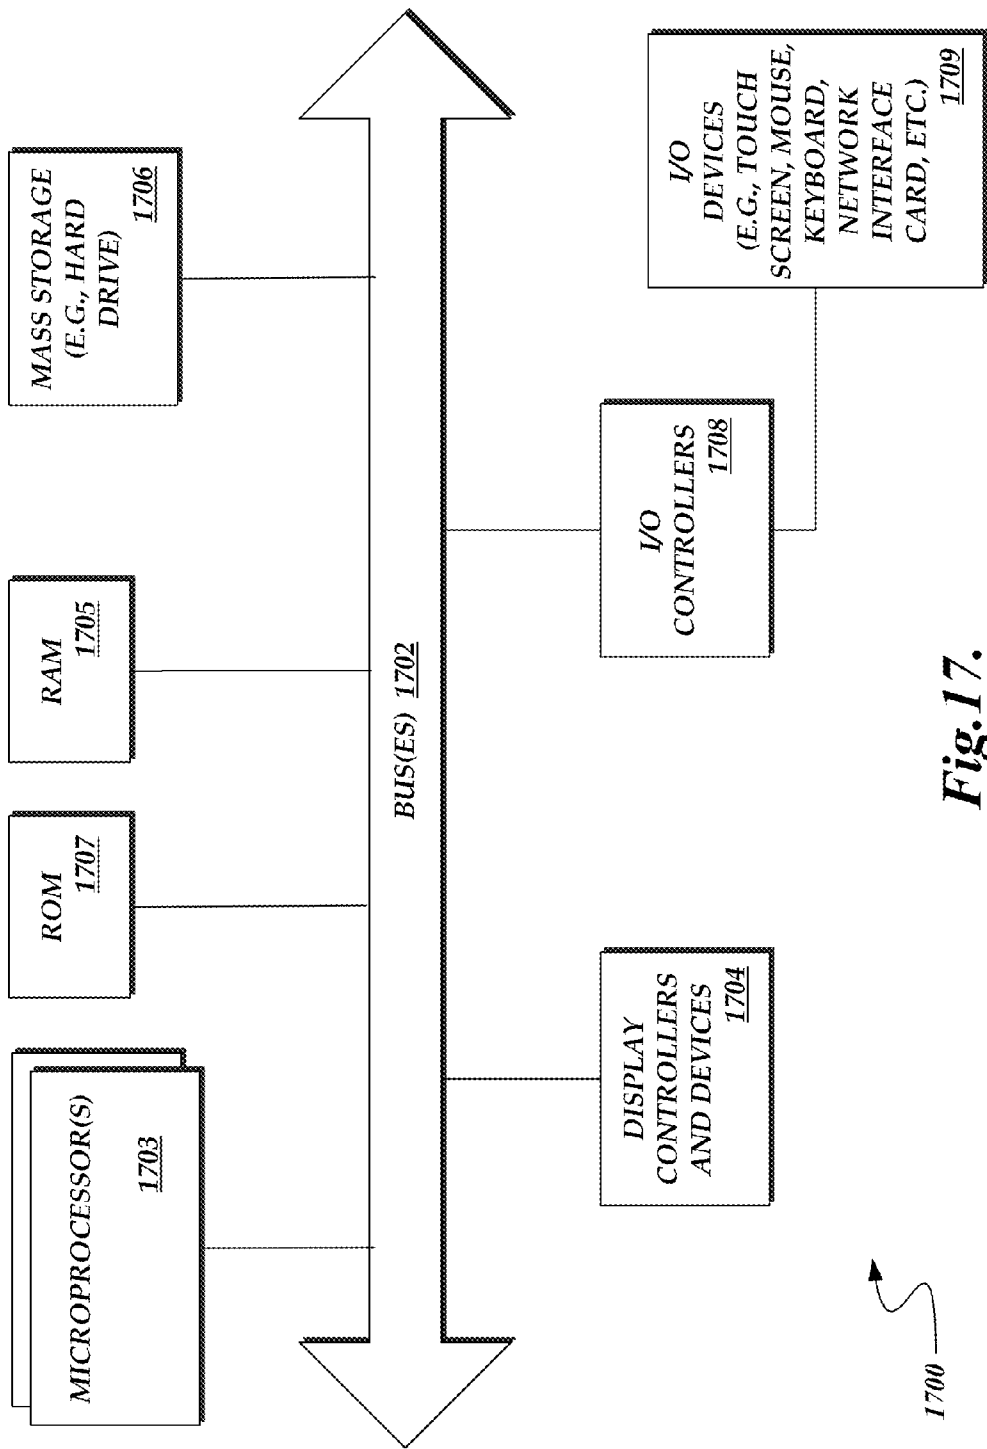 MICROPROCESSOR(S)
1703
ROM
1707
RAM
1705
MASS STORAGE
(E.G., HARD
DRIVE)
1706
BUS(ES) 1702
DISPLAY
CONTROLLERS
AND DEVICES
1704
I/O
CONTROLLERS
1708
I/O
DEVICES
(E.G., TOUCH
SCREEN, MOUSE,
KEYBOARD,
NETWORK
INTERFACE
CARD, ETC.)
1709
1700
Fig.17.